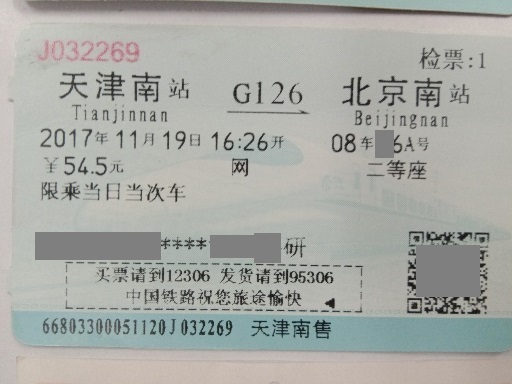 J032269
检票:1
天津南站 G126 北京南站
Tianjinnan Beijingnan
2017年11月19日 16:26开 08车 6A号
￥54.5元 网 二等座
限乘当日当次车
**** 研
买票请到12306 发货请到95306
中国铁路祝您旅途愉快
66803300051120J032269 天津南售